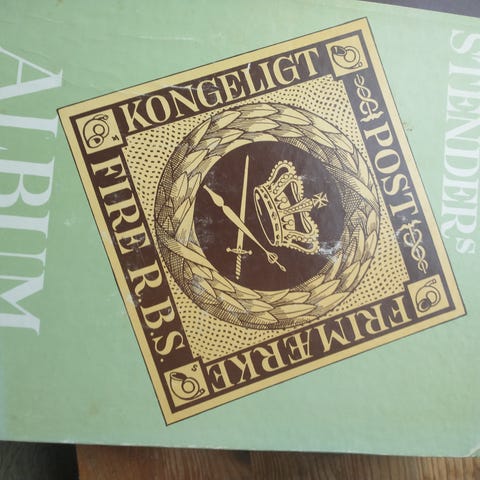 STENDERS
KONGELIGT
POST
FRIMÆRKE
FIRE R.B.S.
ALBUM